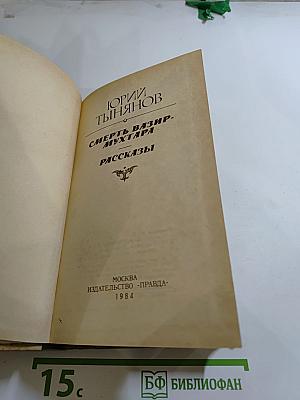 ЮРИЙ
ТЫНЯНОВ
СМЕРТЬ ВАЗИР-
МУХТАРА
РАССКАЗЫ
МОСКВА
ИЗДАТЕЛЬСТВО «ПРАВДА»
1984
15с
БФ БИБЛИОФАН